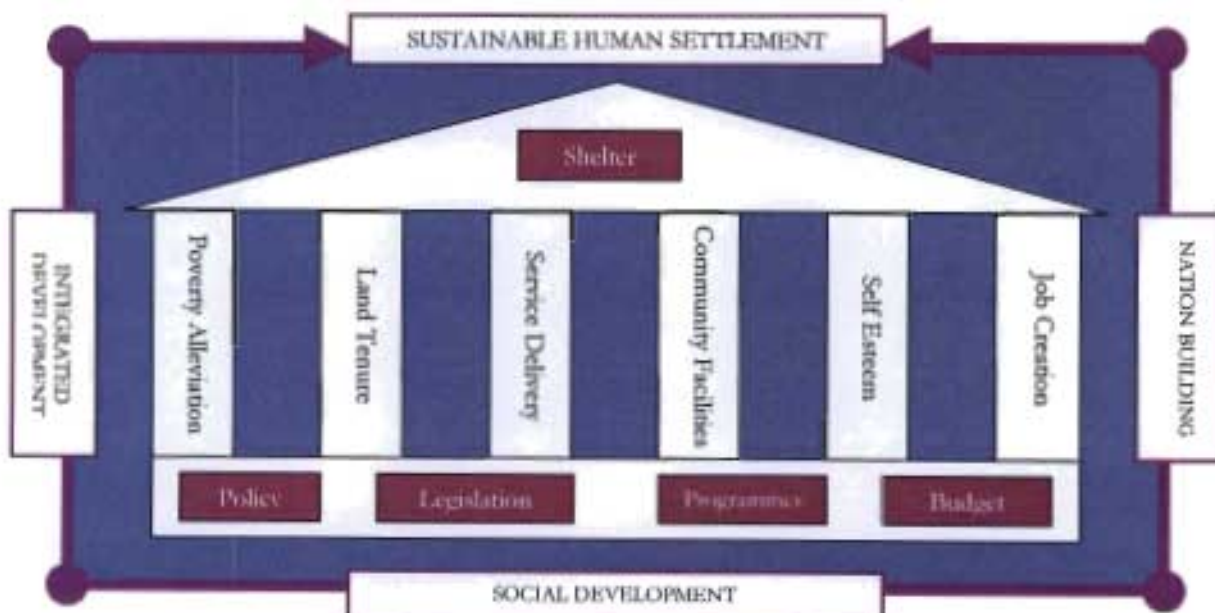 SUSTAINABLE HUMAN SETTLEMENT
Shelter
INTEGRATED
DEVELOPMENT
Poverty Alleviation
Land Tenure
Service Delivery
Community Facilities
Self Esteem
Job Creation
NATION BUILDING
Policy
Legislation
Programmes
Budget
SOCIAL DEVELOPMENT